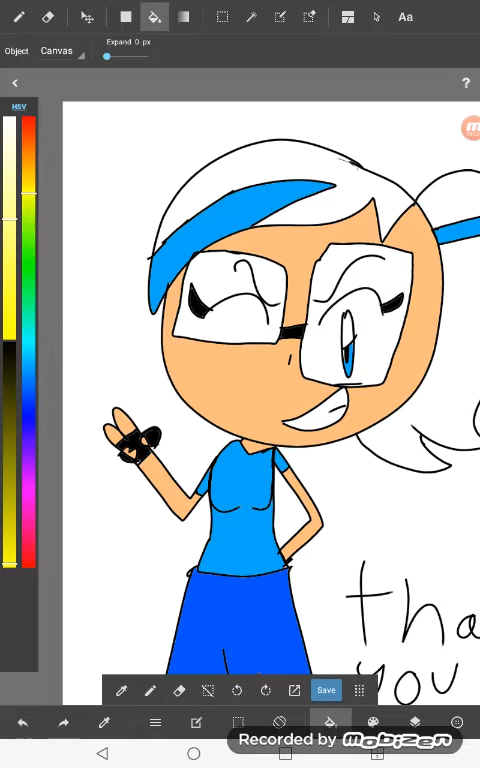 Aa
Expand 0 px
Object Canvas
?
HSV
tha
you
Save
Recorded by mobizen